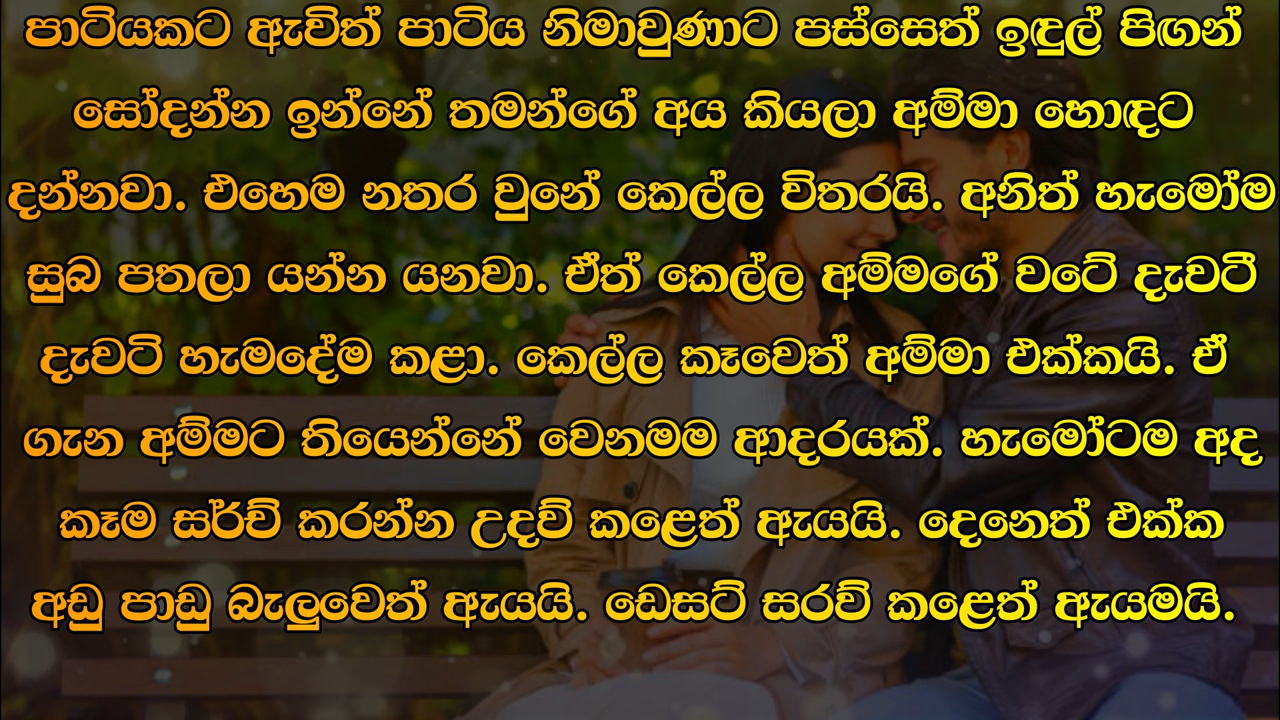 පාටියකට ඇවිත් පාටිය නිමාවුණාට පස්සෙත් ඉඳුල් පිඟන්
සෝදන්න ඉන්නේ තමන්ගේ අය කියලා අම්මා හොඳට
දන්නවා. එහෙම නතර වුනේ කෙල්ල විතරයි. අනිත් හැමෝම
සුබ පතලා යන්න යනවා. ඒත් කෙල්ල අම්මගේ වටේ දැවටී
දැවටි හැමදේම කළා. කෙල්ල කෑවෙත් අම්මා එක්කයි. ඒ
ගැන අම්මට තියෙන්නේ වෙනමම ආදරයක්. හැමෝටම අද
කෑම සර්ව් කරන්න උදව් කළෙත් ඇයයි. දෙනෙත් එක්ක
අඩු පාඩු බැලුවෙත් ඇයයි. ඩෙසට් සරව් කළෙත් ඇයමයි.